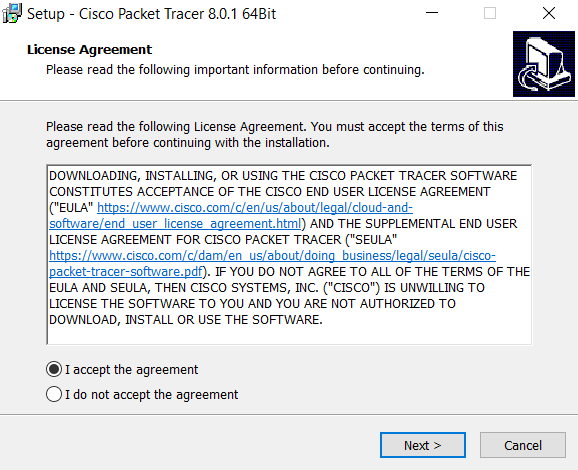 Setup - Cisco Packet Tracer 8.0.1 64Bit
License Agreement
Please read the following important information before continuing.
Please read the following License Agreement. You must accept the terms of this
agreement before continuing with the installation.
DOWNLOADING, INSTALLING, OR USING THE CISCO PACKET TRACER SOFTWARE
CONSTITUTES ACCEPTANCE OF THE CISCO END USER LICENSE AGREEMENT
("EULA" https://www.cisco.com/c/en/us/about/legal/cloud-and-
software/end_user_license_agreement.html) AND THE SUPPLEMENTAL END USER
LICENSE AGREEMENT FOR CISCO PACKET TRACER ("SEULA"
https://www.cisco.com/c/dam/en_us/about/doing_business/legal/seula/cisco-
packet-tracer-software.pdf). IF YOU DO NOT AGREE TO ALL OF THE TERMS OF THE
EULA AND SEULA, THEN CISCO SYSTEMS, INC. ("CISCO") IS UNWILLING TO
LICENSE THE SOFTWARE TO YOU AND YOU ARE NOT AUTHORIZED TO
DOWNLOAD, INSTALL OR USE THE SOFTWARE.
I accept the agreement
I do not accept the agreement
Next >
Cancel